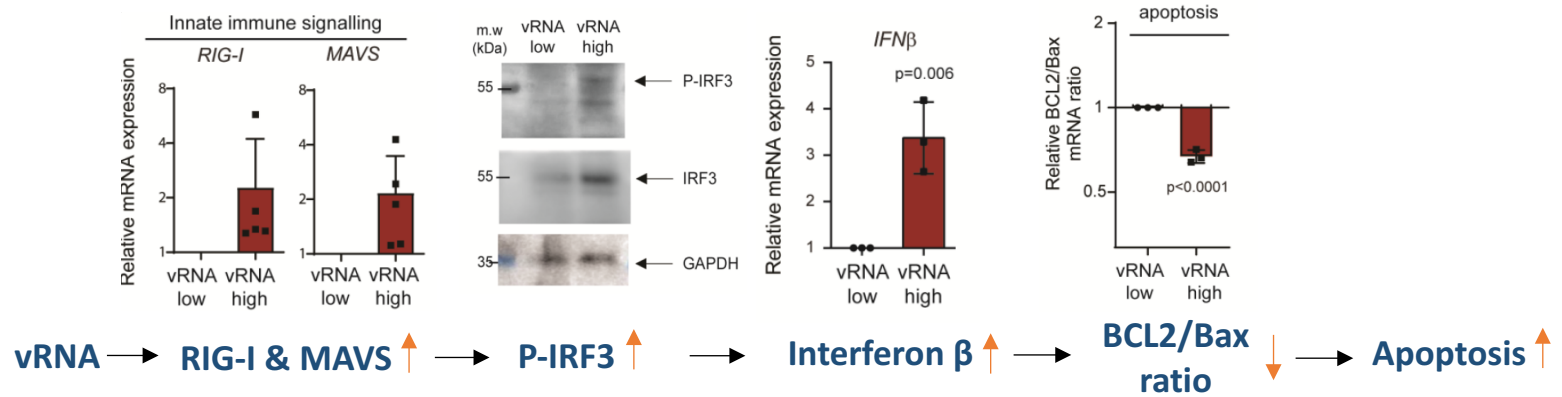 Innate immune signalling
RIG-I
MAVS
Relative mRNA expression
8
4
2
1
vRNA low
vRNA high
8
4
2
1
vRNA low
vRNA high
m.w (kDa)
vRNA low
vRNA high
55
P-IRF3
55
IRF3
35
GAPDH
IFNβ
p=0.006
Relative mRNA expression
5
4
3
2
1
vRNA low
vRNA high
apoptosis
Relative BCL2/Bax mRNA ratio
2
1
0.5
p<0.0001
vRNA low
vRNA high
vRNA
RIG-I & MAVS
P-IRF3
Interferon β
BCL2/Bax ratio
Apoptosis